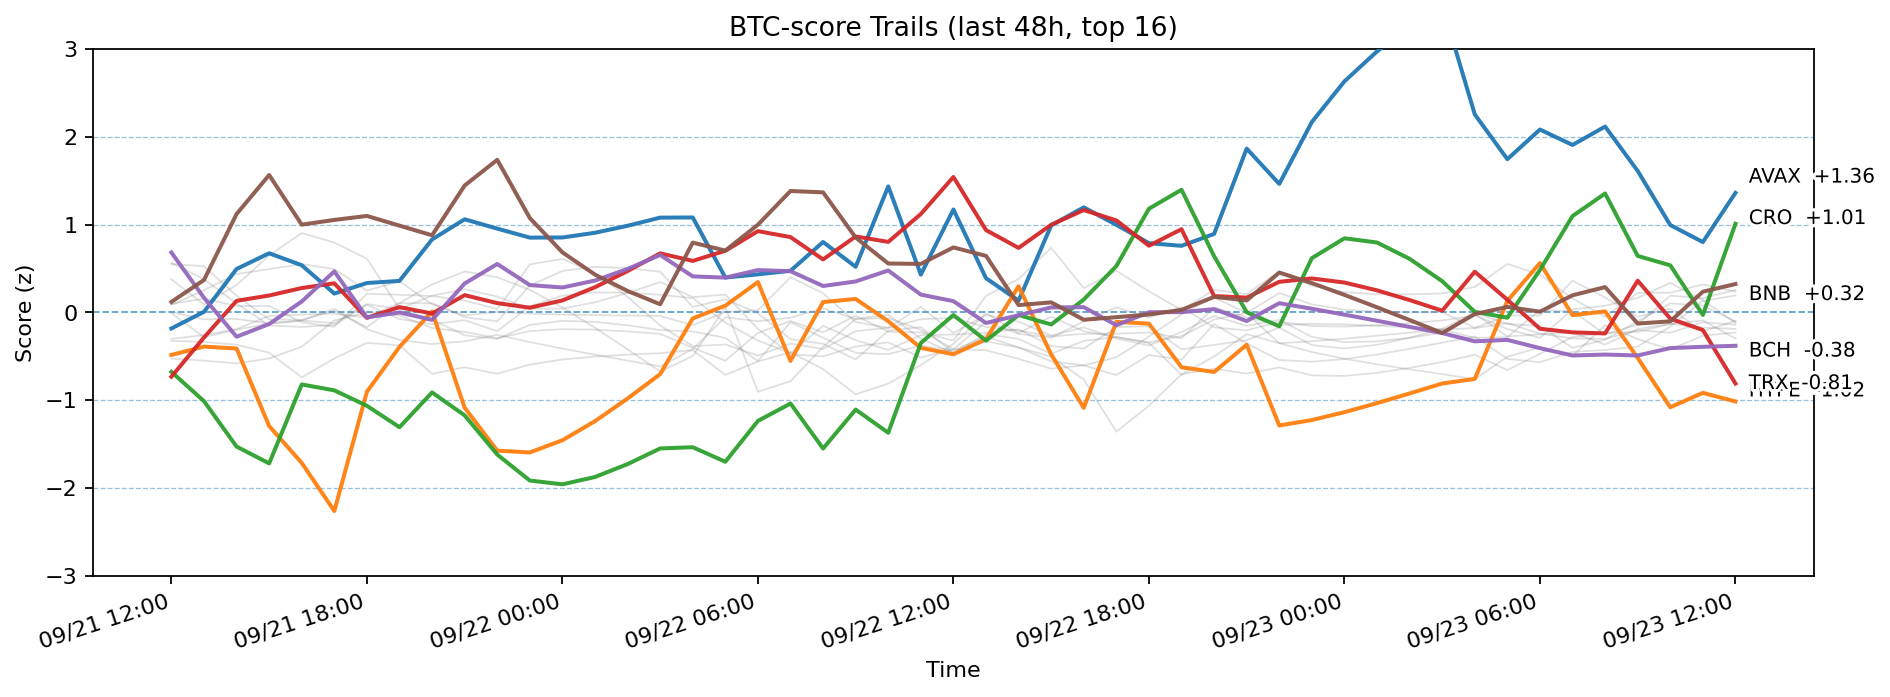 BTC-score Trails (last 48h, top 16)
Score (z)
3
2
1
0
−1
−2
−3
AVAX +1.36
CRO +1.01
BNB +0.32
BCH -0.38
TRX -0.81
09/21 12:00
09/21 18:00
09/22 00:00
09/22 06:00
09/22 12:00
09/22 18:00
09/23 00:00
09/23 06:00
09/23 12:00
Time